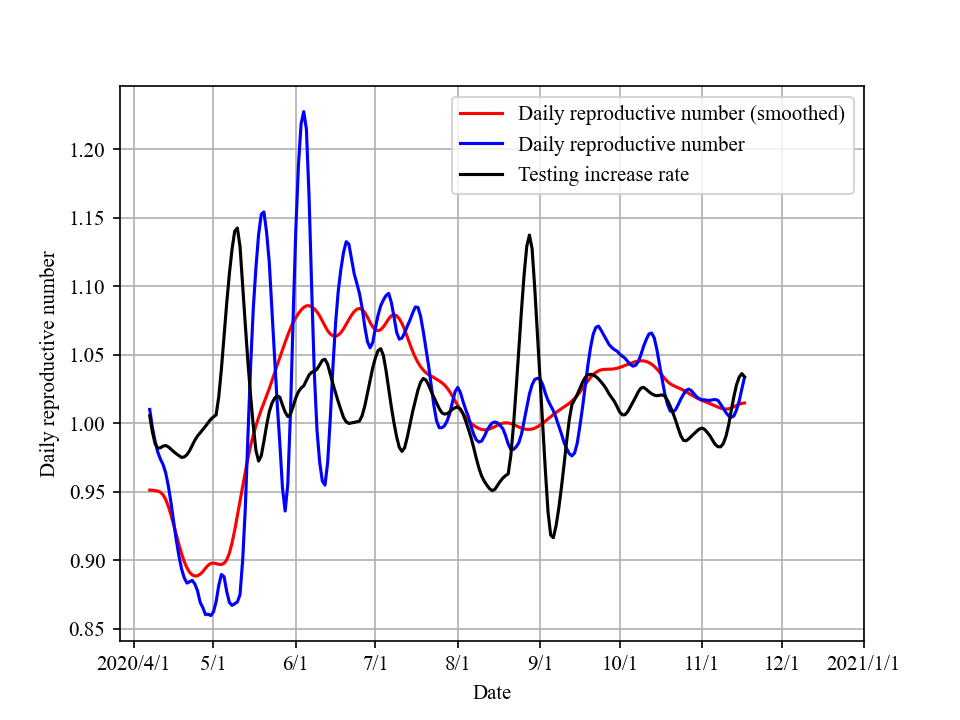 Daily reproductive number (smoothed)
Daily reproductive number
Testing increase rate
Daily reproductive number
1.20
1.15
1.10
1.05
1.00
0.95
0.90
0.85
2020/4/1 5/1 6/1 7/1 8/1 9/1 10/1 11/1 12/1 2021/1/1
Date